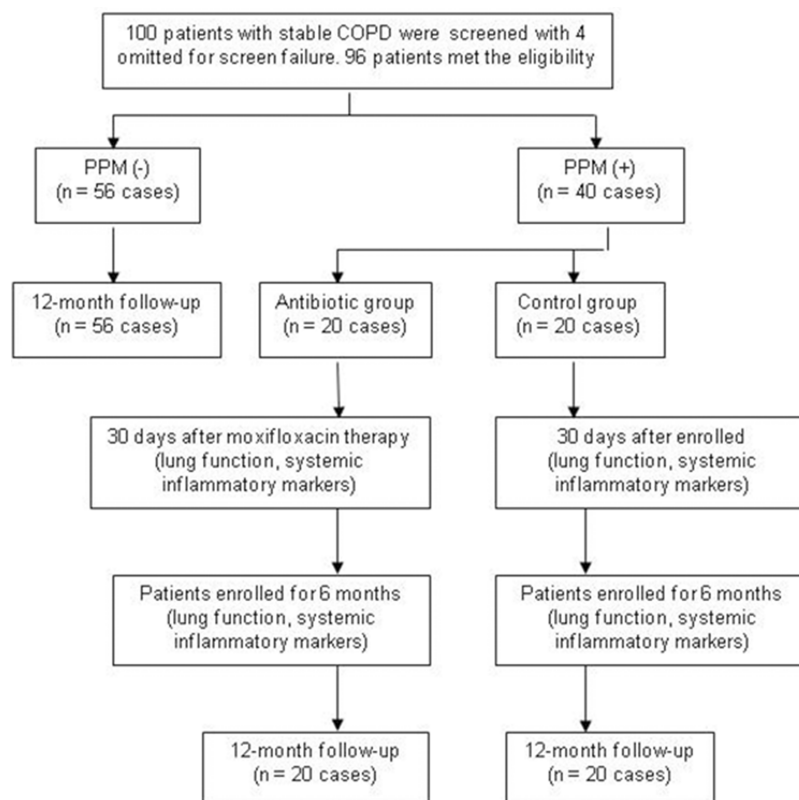 100 patients with stable COPD were screened with 4
omitted for screen failure. 96 patients met the eligibility
PPM (-)
(n = 56 cases)
PPM (+)
(n = 40 cases)
12-month follow-up
(n = 56 cases)
Antibiotic group
(n = 20 cases)
Control group
(n = 20 cases)
30 days after moxifloxacin therapy
(lung function, systemic
inflammatory markers)
30 days after enrolled
(lung function, systemic
inflammatory markers)
Patients enrolled for 6 months
(lung function, systemic
inflammatory markers)
Patients enrolled for 6 months
(lung function, systemic
inflammatory markers)
12-month follow-up
(n = 20 cases)
12-month follow-up
(n = 20 cases)